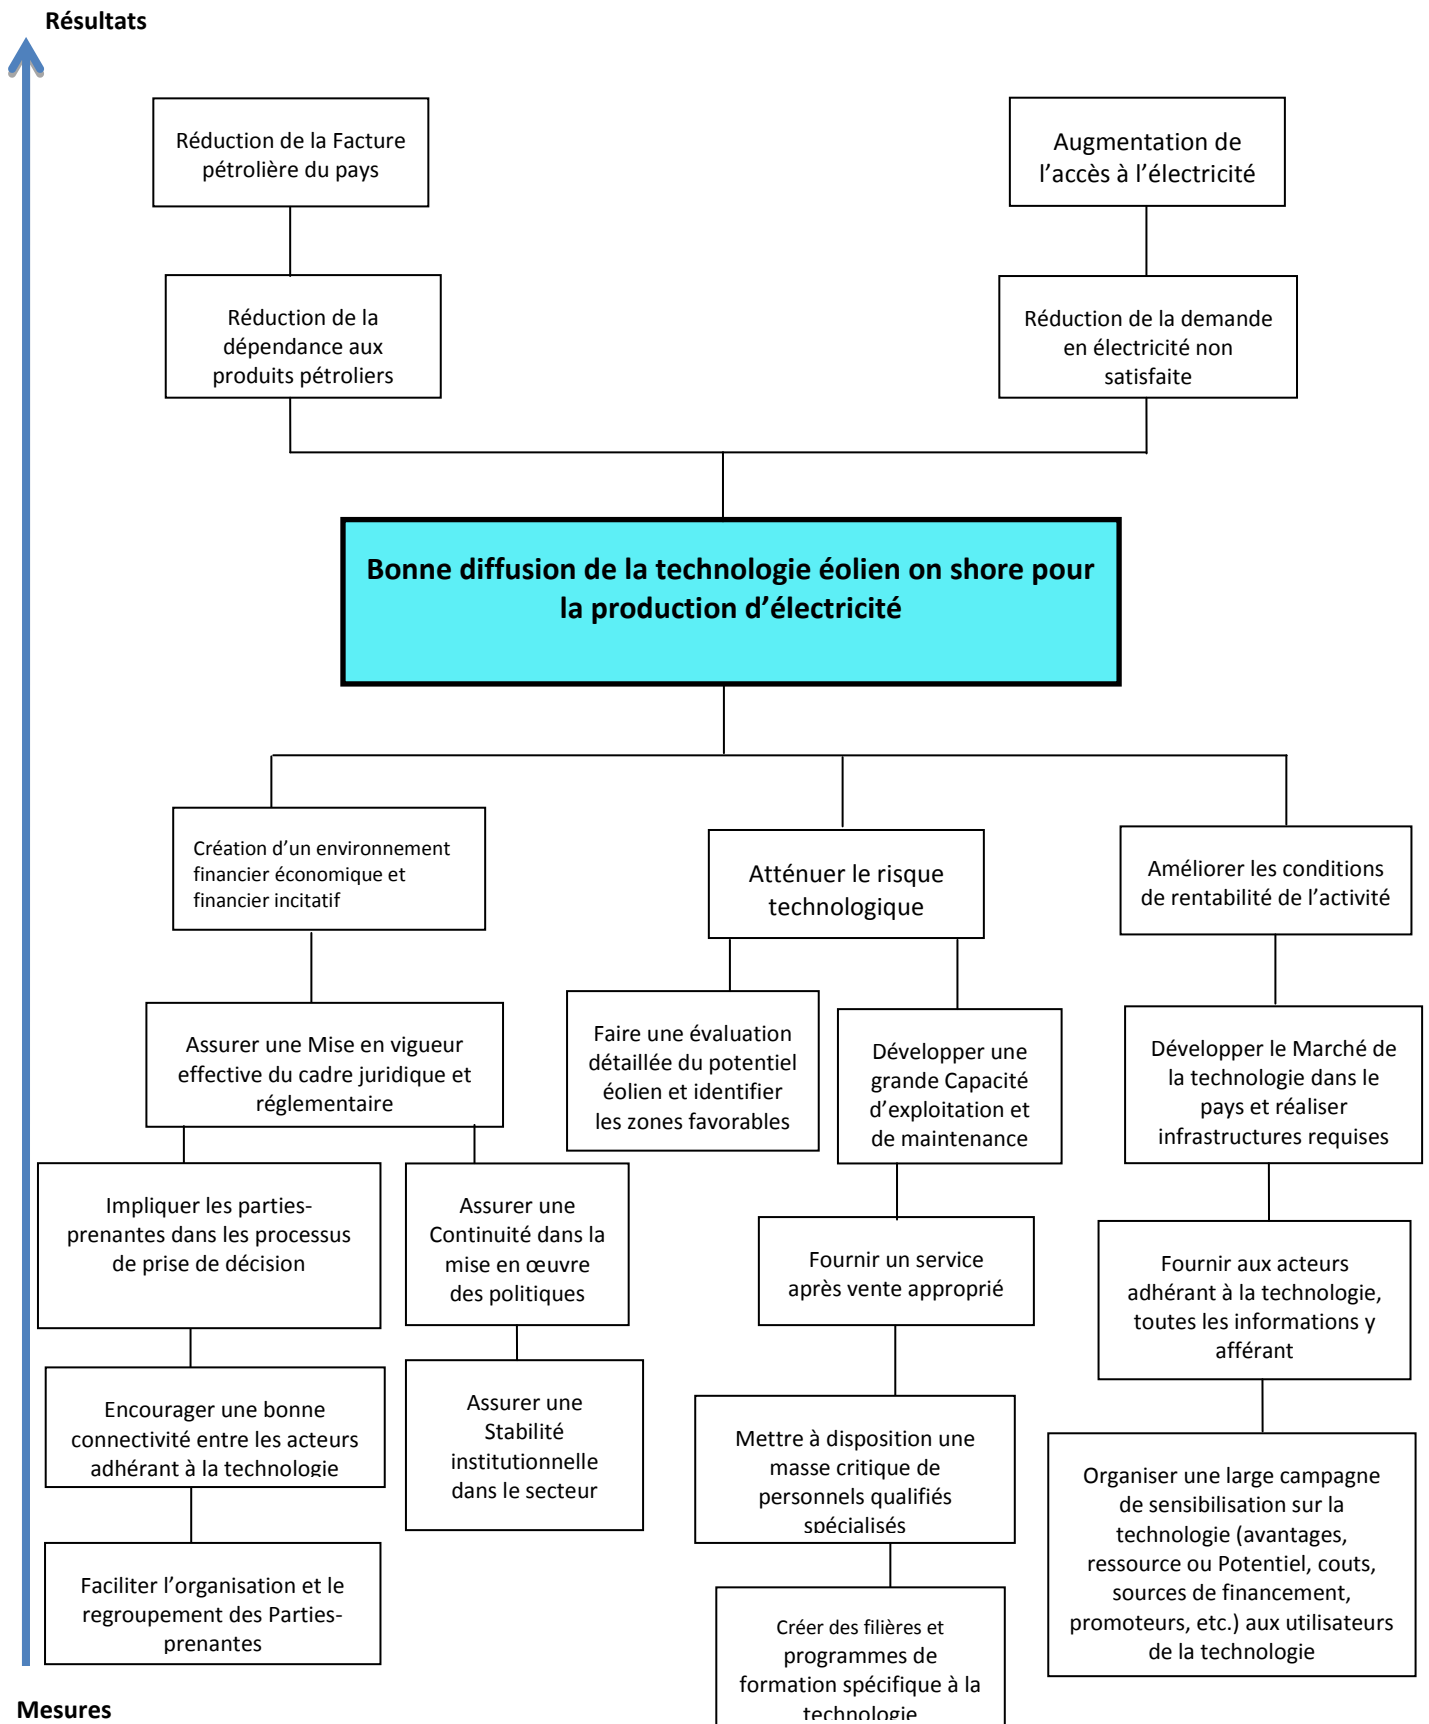 Résultats
Réduction de la Facture
pétrolière du pays
Augmentation de
l’accès à l’électricité
Réduction de la
dépendance aux
produits pétroliers
Réduction de la demande
en électricité non
satisfaite
Bonne diffusion de la technologie éolien on shore pour
la production d’électricité
Création d’un environnement
financier économique et
financier incitatif
Atténuer le risque
technologique
Améliorer les conditions
de rentabilité de l’activité
Assurer une Mise en vigueur
effective du cadre juridique et
réglementaire
Faire une évaluation
détaillée du potentiel
éolien et identifier
les zones favorables
Développer une
grande Capacité
d’exploitation et
de maintenance
Développer le Marché de
la technologie dans le
pays et réaliser
infrastructures requises
Impliquer les parties-
prenantes dans les processus
de prise de décision
Assurer une
Continuité dans la
mise en œuvre
des politiques
Fournir un service
après vente approprié
Fournir aux acteurs
adhérant à la technologie,
toutes les informations y
afférant
Encourager une bonne
connectivité entre les acteurs
adhérant à la technologie
Assurer une
Stabilité
institutionnelle
dans le secteur
Mettre à disposition une
masse critique de
personnels qualifiés
spécialisés
Organiser une large campagne
de sensibilisation sur la
technologie (avantages,
ressource ou Potentiel, couts,
sources de financement,
promoteurs, etc.) aux utilisateurs
de la technologie
Faciliter l’organisation et le
regroupement des Parties-
prenantes
Créer des filières et
programmes de
formation spécifique à la
technologie
Mesures